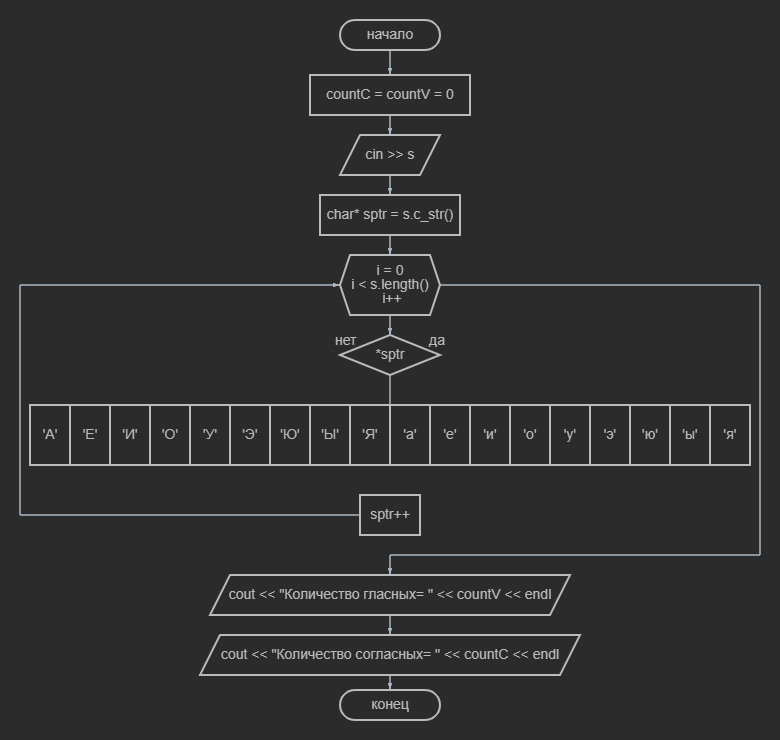 начало
countC = countV = 0
cin >> s
char* sptr = s.c_str()
i = 0
i < s.length()
i++
нет да
*sptr
'А' 'Е' 'И' 'О' 'У' 'Э' 'Ю' 'Ы' 'Я' 'а' 'е' 'и' 'о' 'у' 'э' 'ю' 'ы' 'я'
sptr++
cout << "Количество гласных= " << countV << endl
cout << "Количество согласных= " << countC << endl
конец